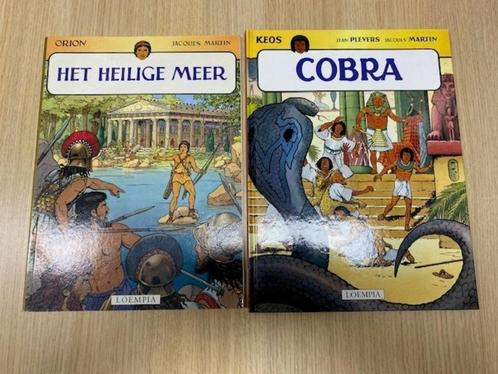 ORION
JACQUES MARTIN
HET HEILIGE MEER
LOEMPIA
KEOS
JEAN PLEYERS JACQUES MARTIN
COBRA
LOEMPIA